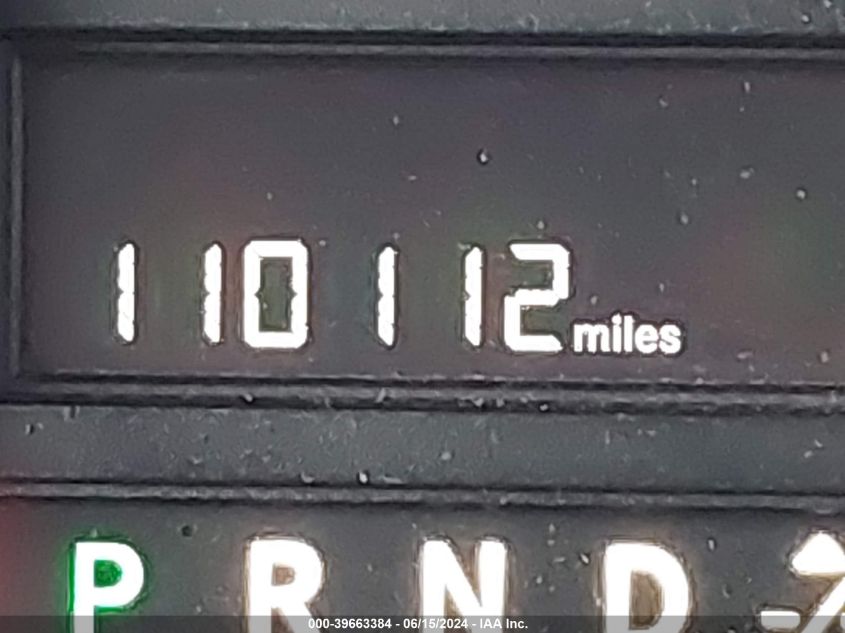 110112 miles
P R N D
000-39663384 - 06/15/2024 - IAA Inc.